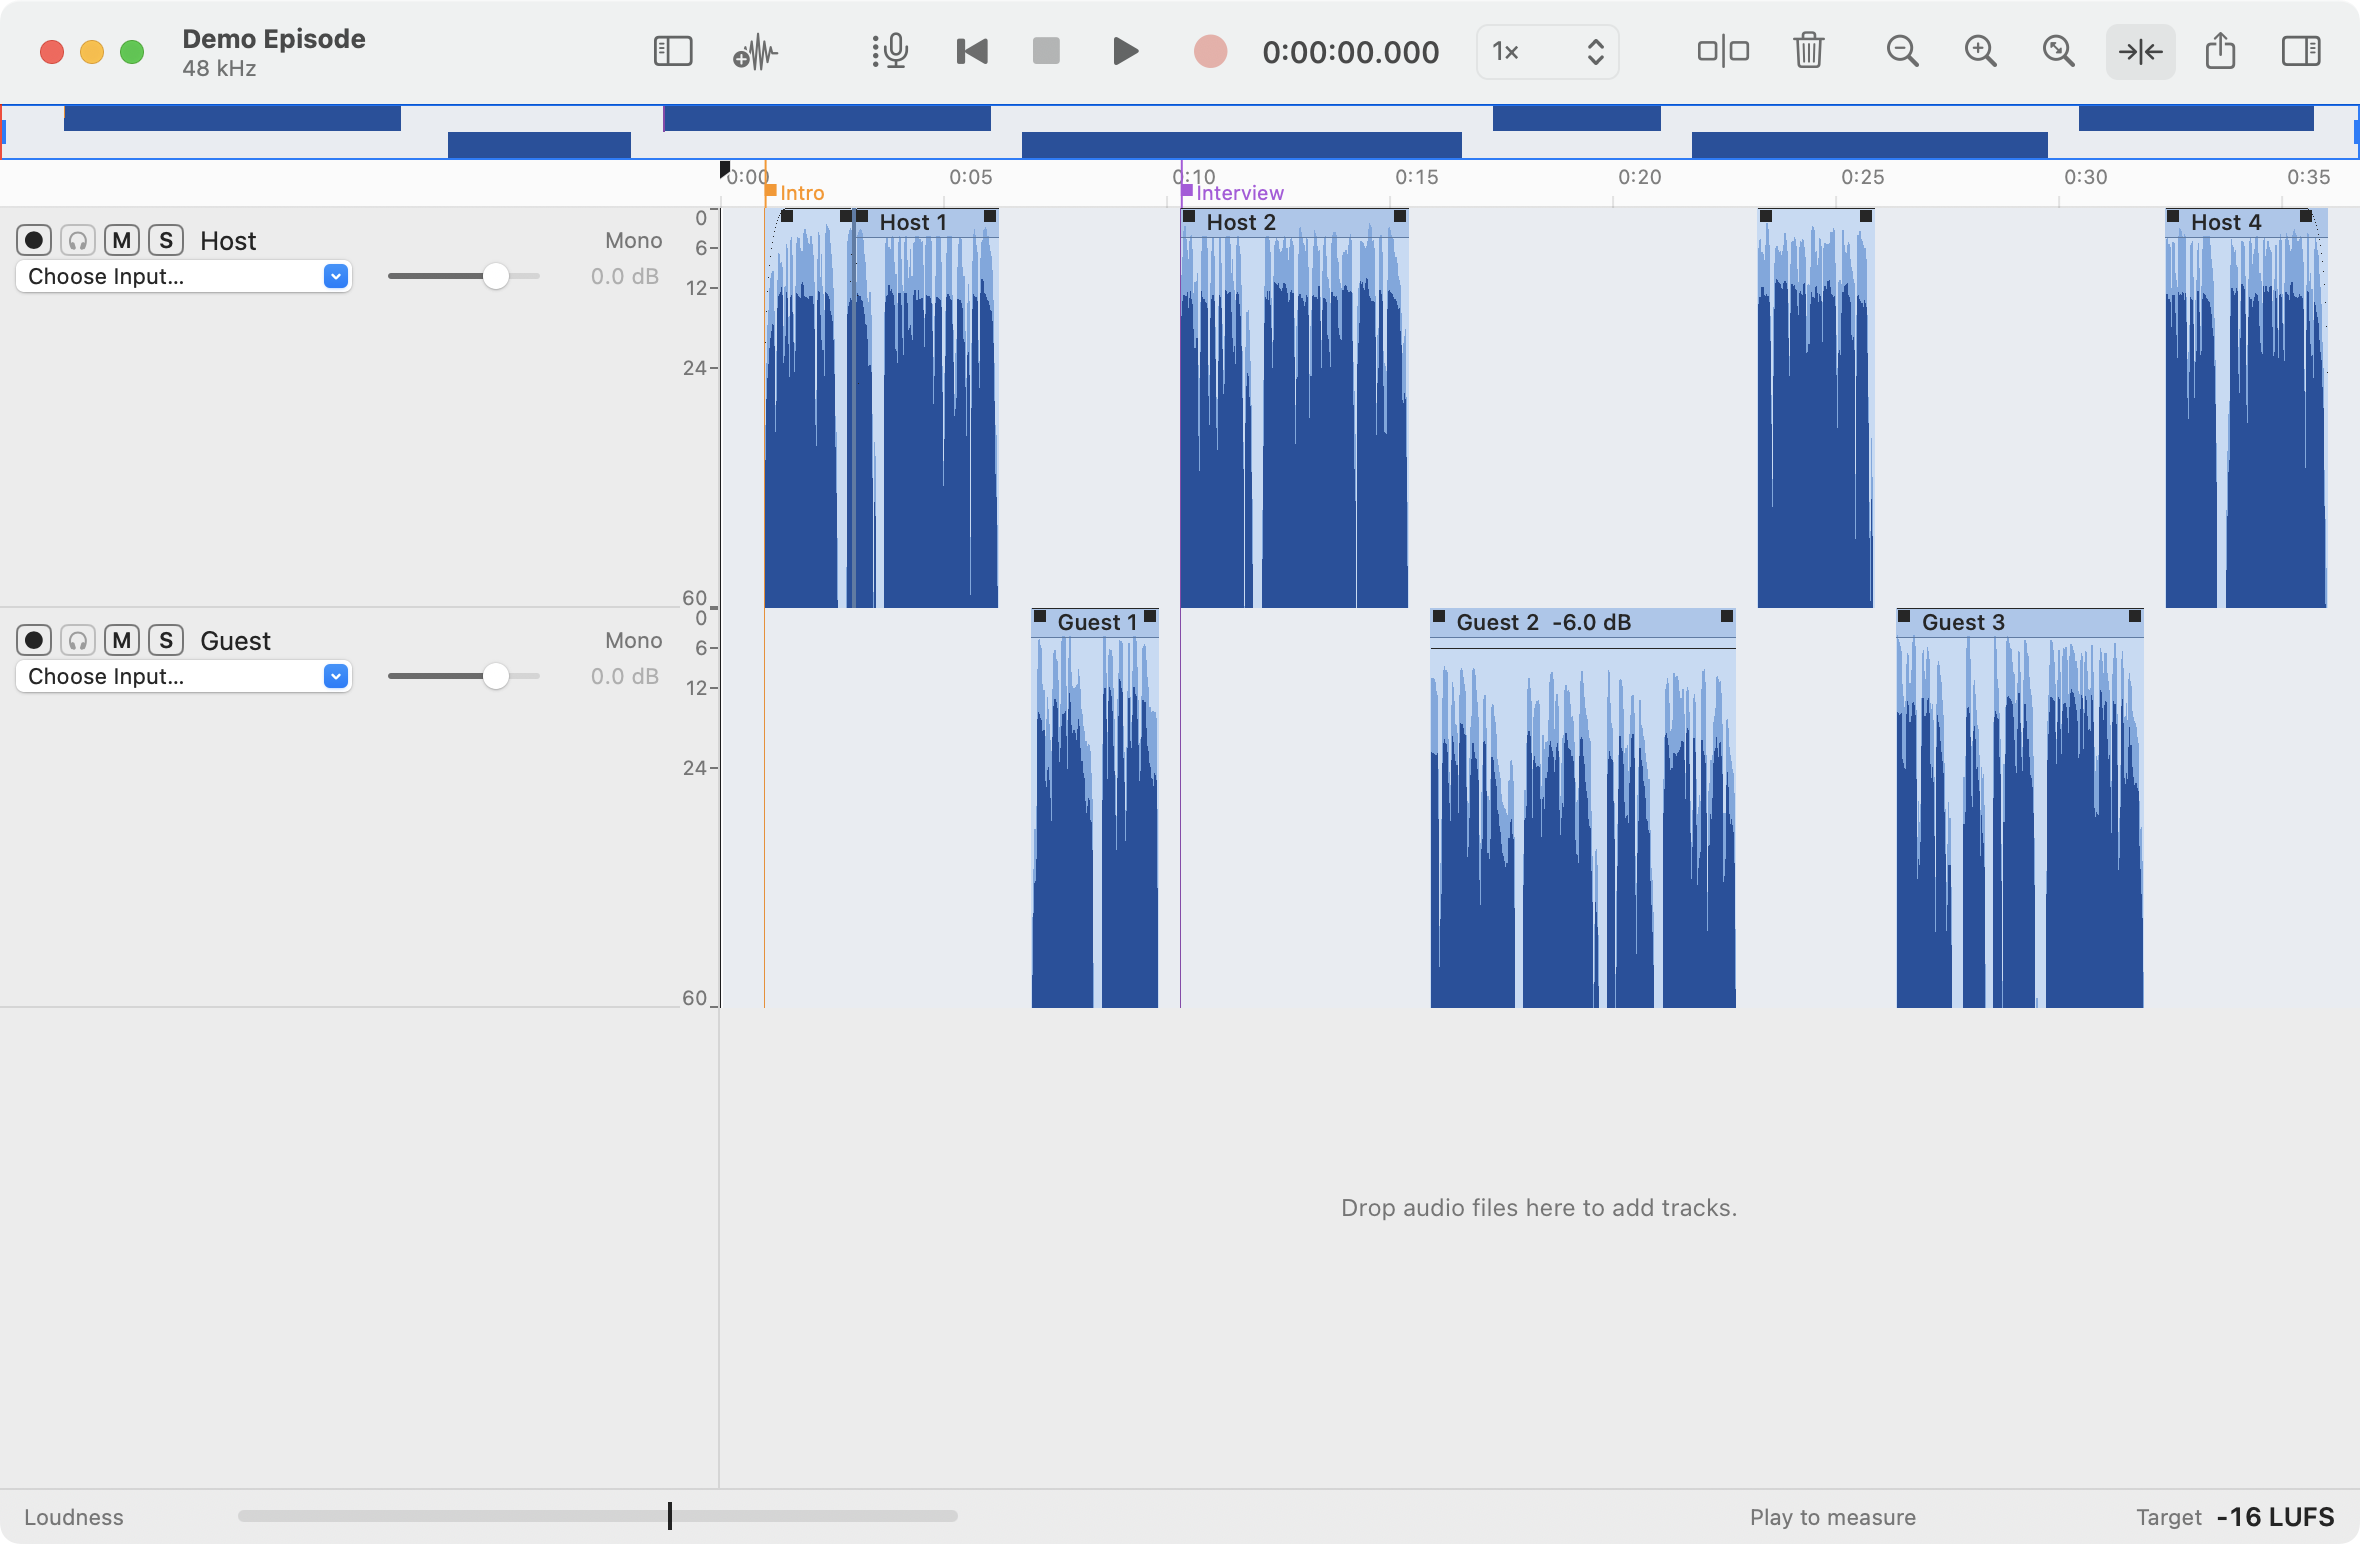 Demo Episode
48 kHz
0:00:00.000
1×
0:00
0:05
0:10
0:15
0:20
0:25
0:30
0:35
Intro
Interview
M
S
Host
Mono
Choose Input...
0.0 dB
0
6
12
24
60
Host 1
Host 2
Host 4
M
S
Guest
Mono
Choose Input...
0.0 dB
0
6
12
24
60
Guest 1
Guest 2 -6.0 dB
Guest 3
Drop audio files here to add tracks.
Loudness
Play to measure
Target -16 LUFS